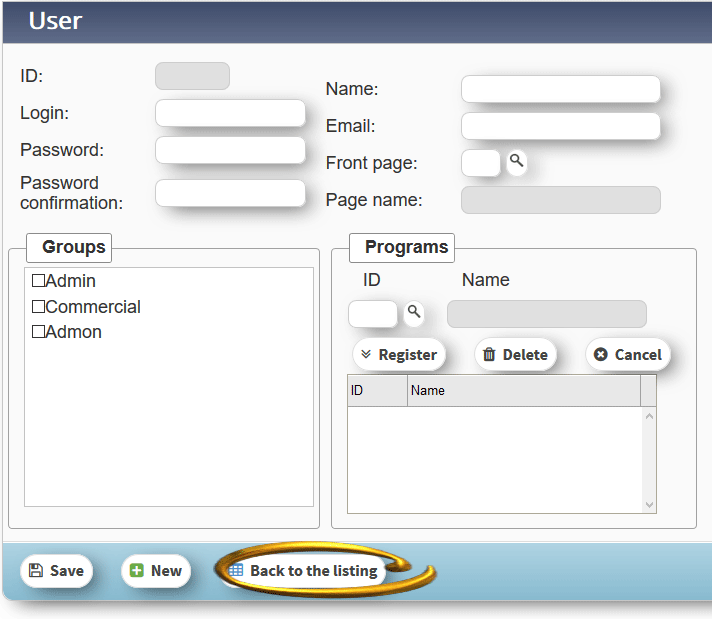 User
ID:
Login:
Password:
Password
confirmation:
Name:
Email:
Front page:
Page name:
Groups
Admin
Commercial
Admon
Programs
ID Name
Register Delete Cancel
ID Name
Save New Back to the listing